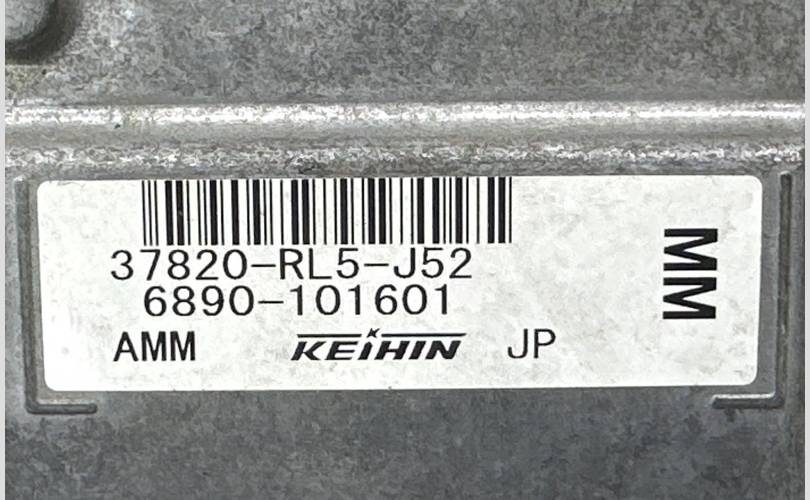 37820-RL5-J52
6890-101601
AMM KEIHIN JP
MM